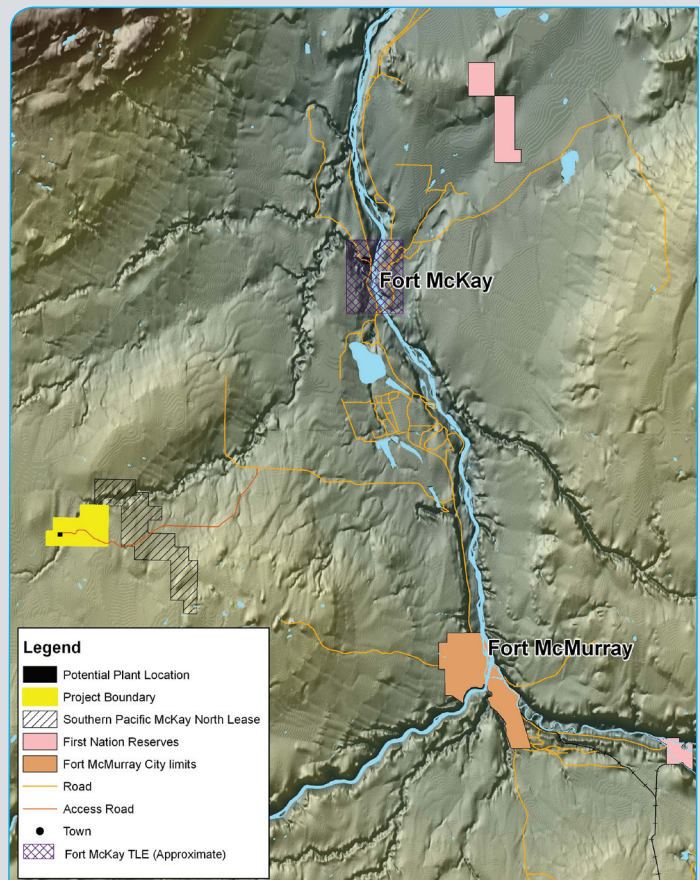 Fort McKay
Fort McMurray
Legend
Potential Plant Location
Project Boundary
Southern Pacific McKay North Lease
First Nation Reserves
Fort McMurray City limits
Road
Access Road
Town
Fort McKay TLE (Approximate)